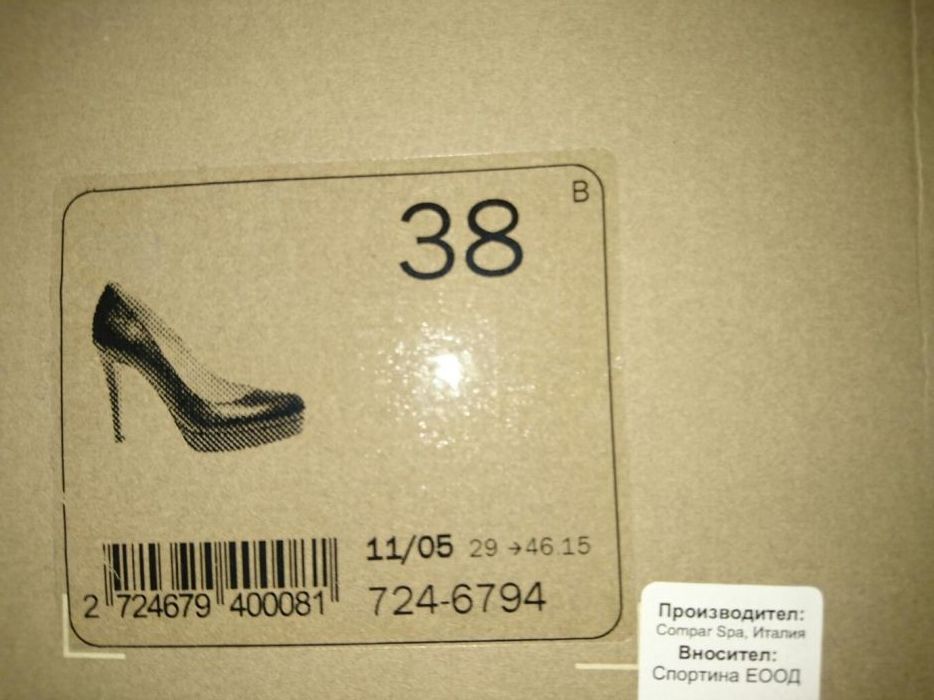 B
38
11/05 29 →46.15
2 724679 400081
724-6794
Производител:
Compar Spa, Италия
Вносител:
Спортина ЕООД